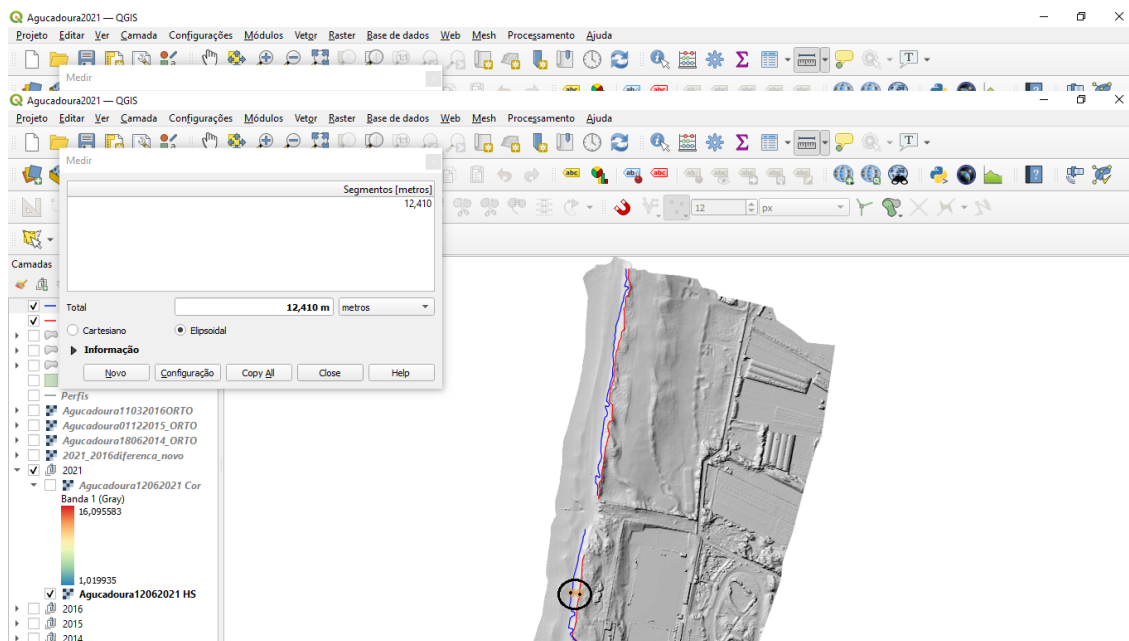 Agucadoura2021 — QGIS
Projeto Editar Ver Camada Configurações Módulos Vetor Raster Base de dados Web Mesh Processamento Ajuda
Medir
Agucadoura2021 — QGIS
Projeto Editar Ver Camada Configurações Módulos Vetor Raster Base de dados Web Mesh Processamento Ajuda
Medir
Segmentos [metros]
12,410
12 px
Camadas
Total 12,410 m metros
Cartesiano Elipsoidal
Informação
Novo Configuração Copy All Close Help
Perfis
Agucadoura11032016ORTO
Agucadoura01122015_ORTO
Agucadoura18062014_ORTO
2021_2016diferenca_novo
2021
Agucadoura12062021 Cor
Banda 1 (Gray)
16,095583
1,019935
Agucadoura12062021 HS
2016
2015
2014